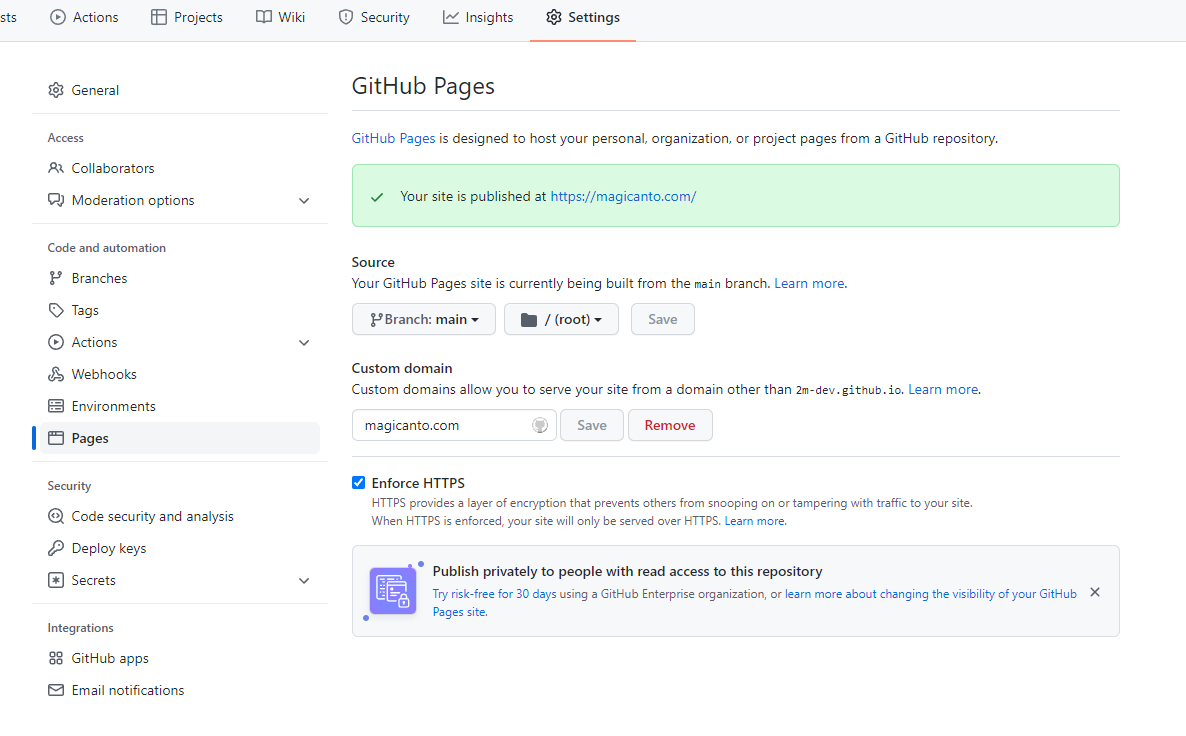 sts Actions Projects Wiki Security Insights Settings
General
Access
Collaborators
Moderation options
Code and automation
Branches
Tags
Actions
Webhooks
Environments
Pages
Security
Code security and analysis
Deploy keys
Secrets
Integrations
GitHub apps
Email notifications
GitHub Pages
GitHub Pages is designed to host your personal, organization, or project pages from a GitHub repository.
Your site is published at https://magicanto.com/
Source
Your GitHub Pages site is currently being built from the main branch. Learn more.
Branch: main / (root) Save
Custom domain
Custom domains allow you to serve your site from a domain other than 2m-dev.github.io. Learn more.
magicanto.com Save Remove
Enforce HTTPS
HTTPS provides a layer of encryption that prevents others from snooping on or tampering with traffic to your site.
When HTTPS is enforced, your site will only be served over HTTPS. Learn more.
Publish privately to people with read access to this repository
Try risk-free for 30 days using a GitHub Enterprise organization, or learn more about changing the visibility of your GitHub
Pages site.